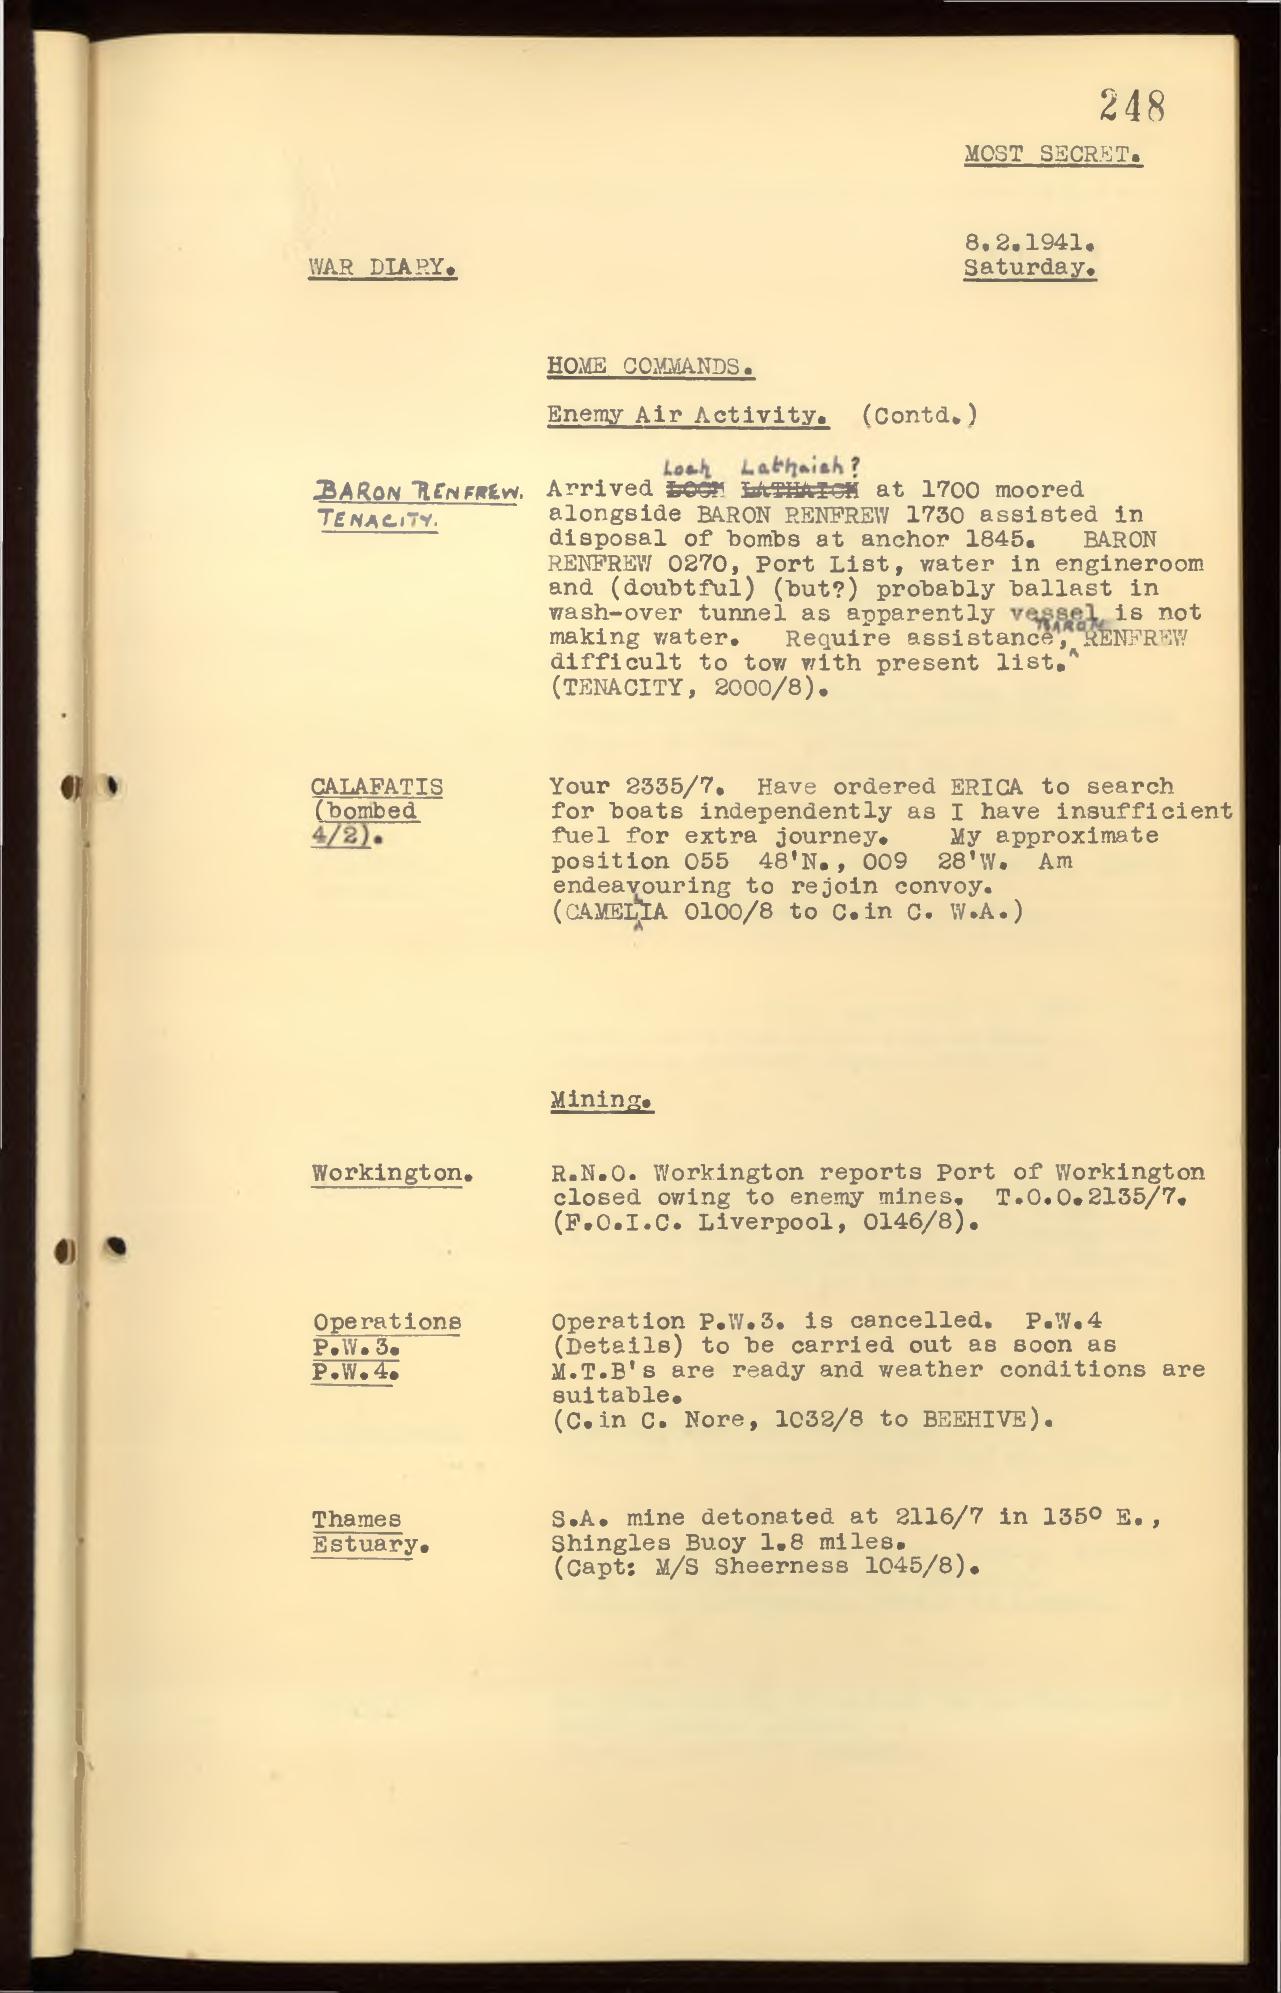 248
MOST SECRET.
8.2.1941.
WAR DIARY. Saturday.
HOME COMMANDS.
Enemy Air Activity. (Contd.)
Loch Lathaich?
BARON RENFREW. Arrived LOCH LATHAICH at 1700 moored
TENACITY. alongside BARON RENFREW 1730 assisted in
disposal of bombs at anchor 1845. BARON
RENFREW 0270, Port List, water in engineroom
and (doubtful) (but?) probably ballast in
wash-over tunnel as apparently vessel is not
making water. Require assistance, BARON RENFREW
difficult to tow with present list.
(TENACITY, 2000/8).
CALAFATIS Your 2335/7. Have ordered ERICA to search
(bombed for boats independently as I have insufficient
4/2). fuel for extra journey. My approximate
position 055 48'N., 009 28'W. Am
endeavouring to rejoin convoy.
(CAMELLIA 0100/8 to C.in C. W.A.)
Mining.
Workington. R.N.O. Workington reports Port of Workington
closed owing to enemy mines. T.O.O.2135/7.
(F.O.I.C. Liverpool, 0146/8).
Operations Operation P.W.3. is cancelled. P.W.4
P.W.3. (Details) to be carried out as soon as
P.W.4. M.T.B's are ready and weather conditions are
suitable.
(C.in C. Nore, 1032/8 to BEEHIVE).
Thames S.A. mine detonated at 2116/7 in 135° E.,
Estuary. Shingles Buoy 1.8 miles.
(Capt: M/S Sheerness 1045/8).